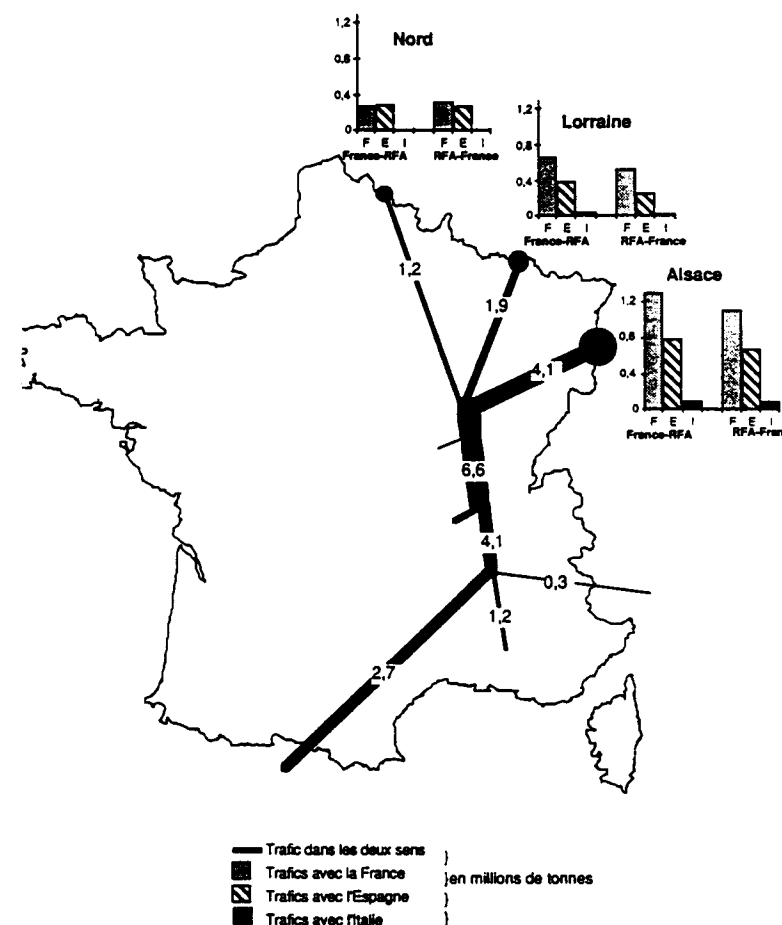 Nord
1,2
0,8
0,4
0
F E I F E I
France-RFA RFA-France
Lorraine
1,2
0,8
0,4
0
F E I F E I
France-RFA RFA-France
Alsace
1,2
0,8
0,4
0
F E I F E I
France-RFA RFA-Fran
1,2
1,9
4,1
6,6
4,1
0,3
1,2
2,7
Trafic dans les deux sens }
Trafics avec la France }en millions de tonnes
Trafics avec l'Espagne }
Trafics avec l'Italie }